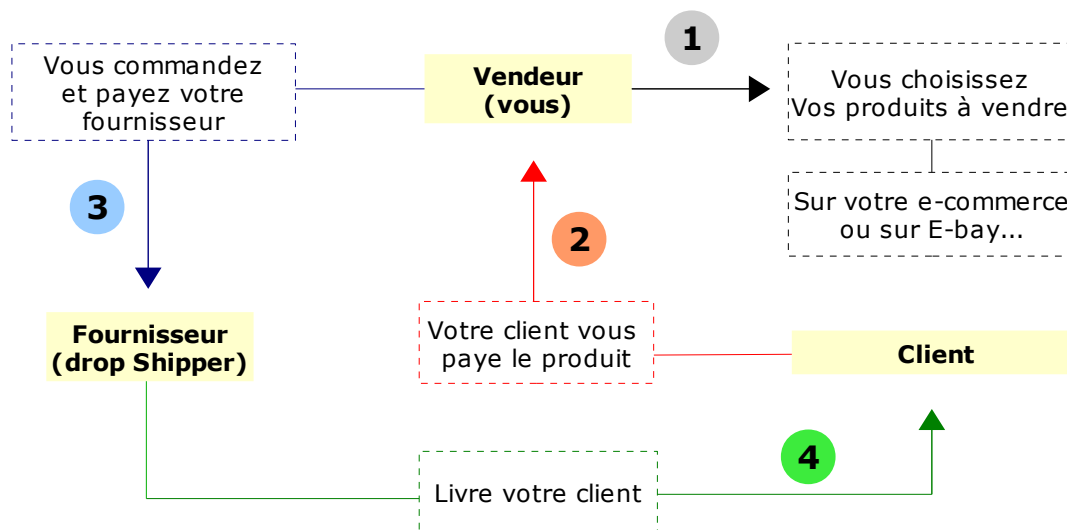 1
Vous commandez
et payez votre
fournisseur
Vendeur
(vous)
Vous choisissez
Vos produits à vendre
3
2
Sur votre e-commerce
ou sur E-bay...
Fournisseur
(drop Shipper)
Votre client vous
paye le produit
Client
4
Livre votre client